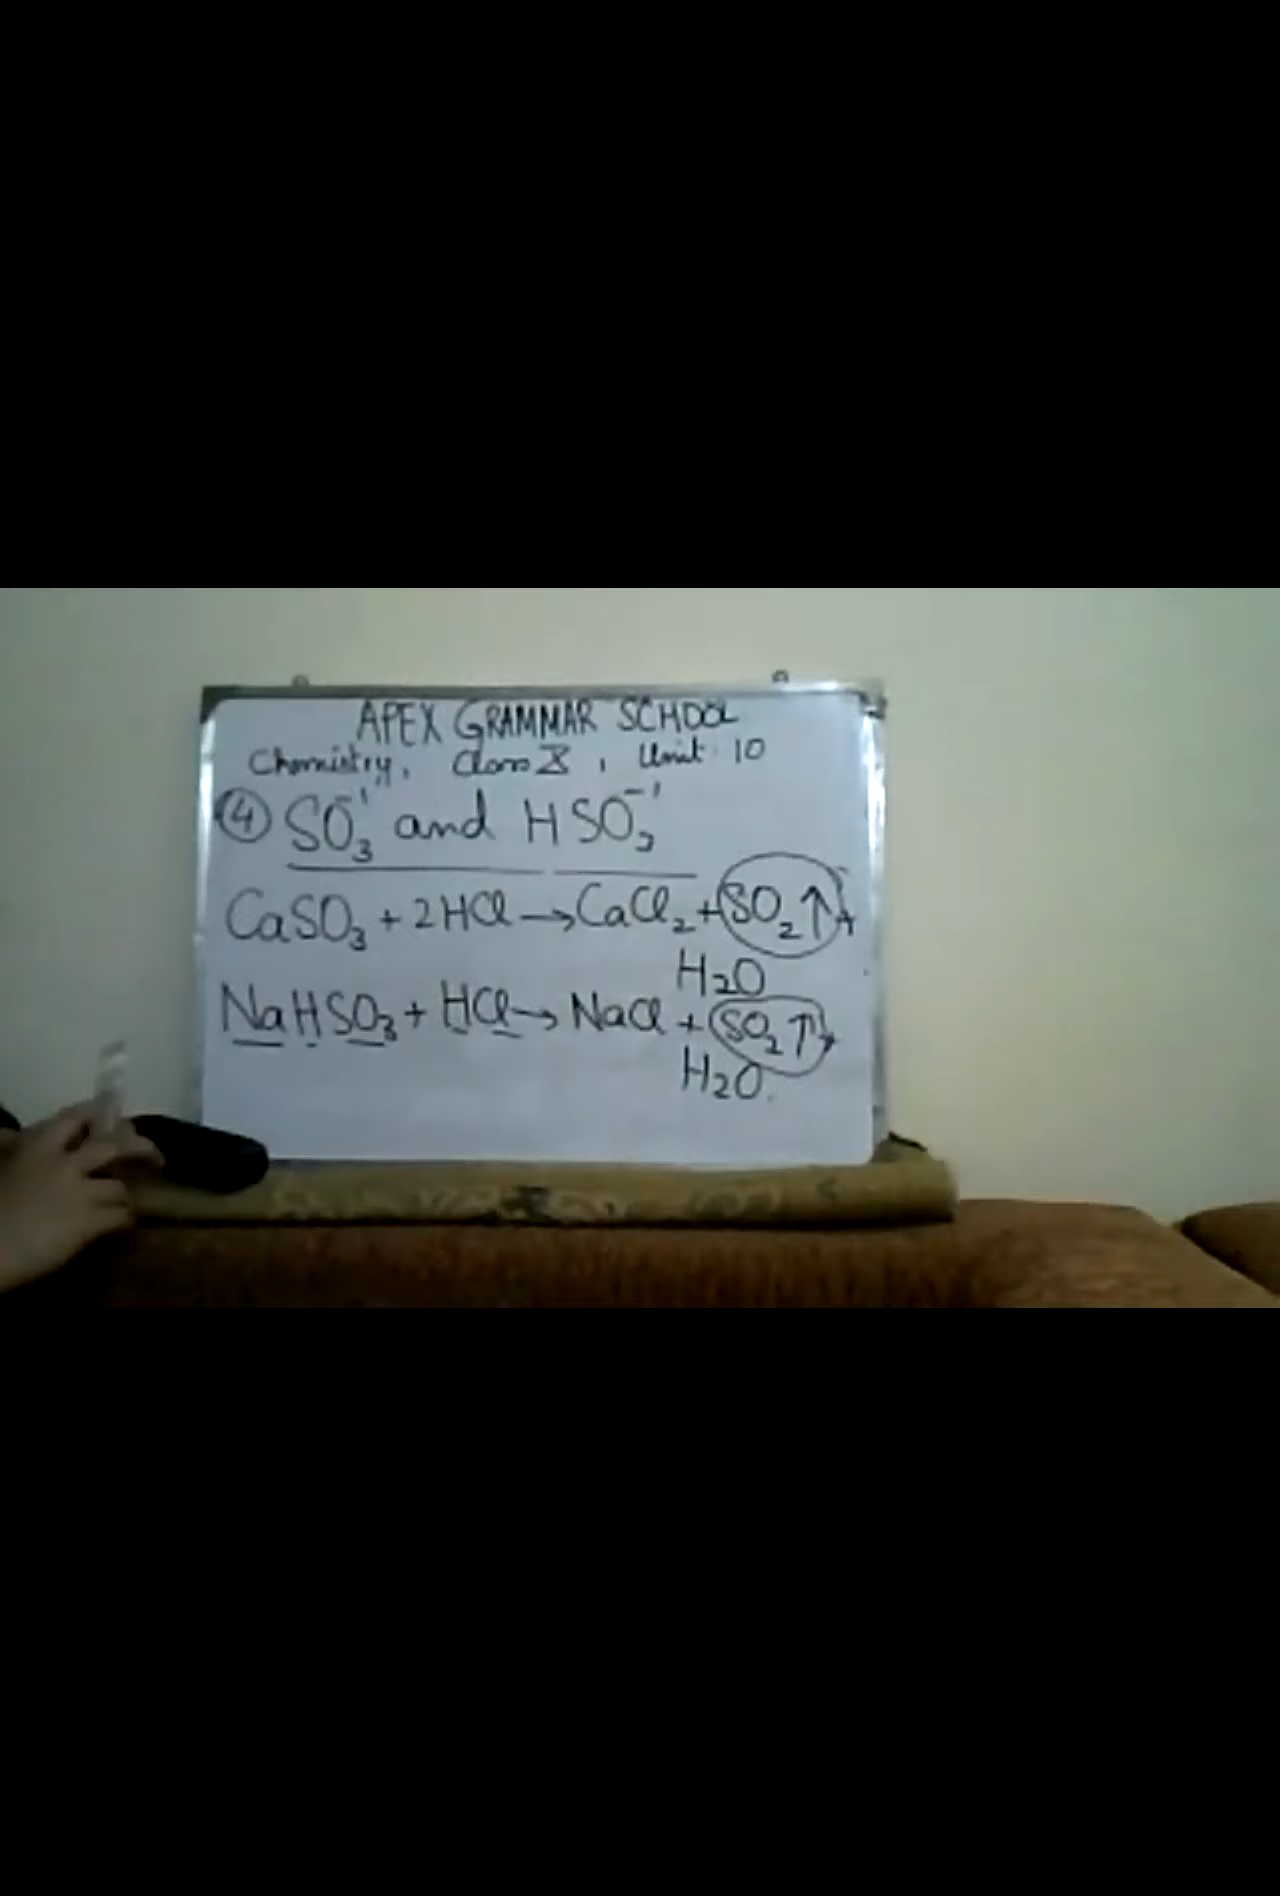 APEX GRAMMAR SCHOOL
Chemistry, Class X, Unit 10
④ SO₃⁻¹ and HSO₃⁻¹
CaSO₃ + 2HCl → CaCl₂ + SO₂↑ +
H₂O
NaHSO₃ + HCl → NaCl + SO₂↑ +
H₂O.